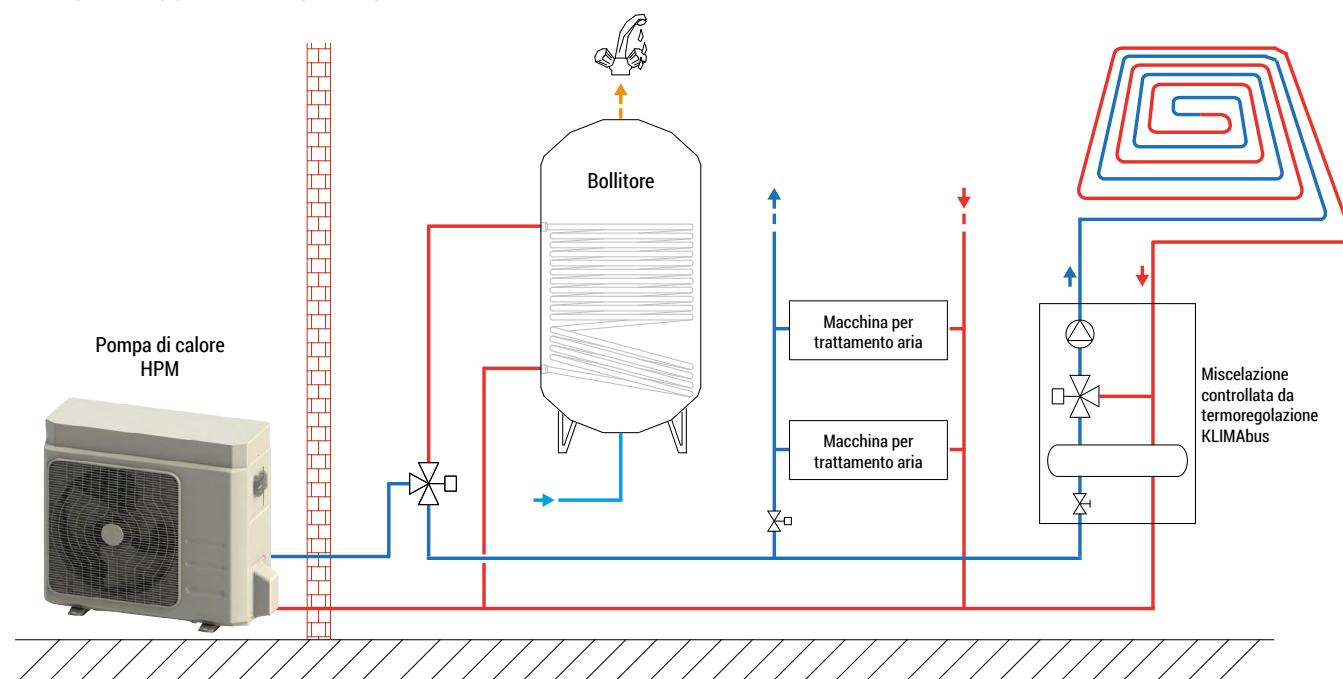 Bollitore
Pompa di calore
HPM
Macchina per
trattamento aria
Macchina per
trattamento aria
Miscelazione
controllata da
termoregolazione
KLIMAbus